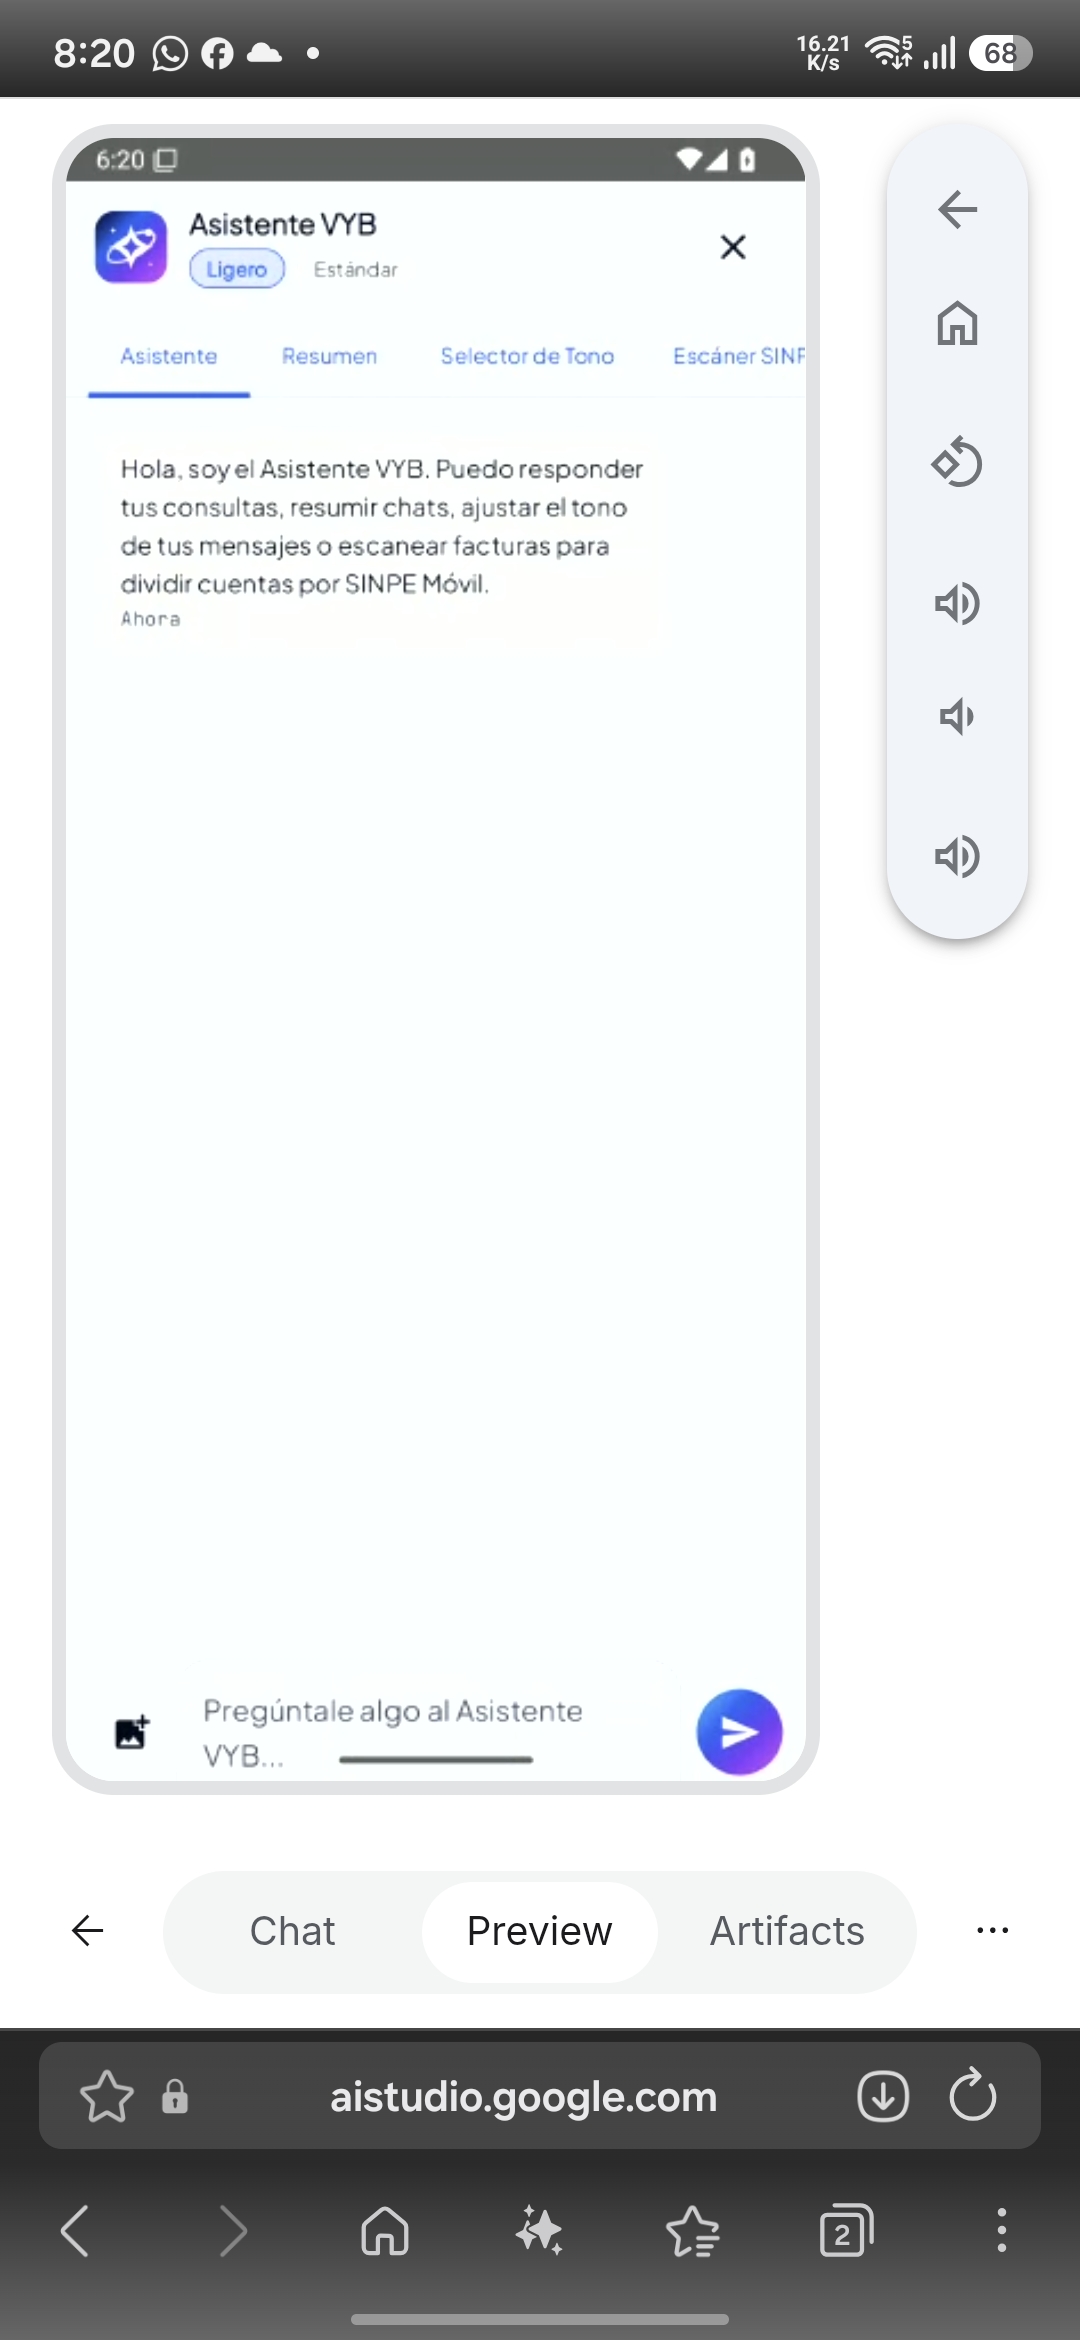 8:20
16.21
K/s
5
68
6:20
Asistente VYB
Ligero
Estándar
Asistente
Resumen
Selector de Tono
Escáner SINP
Hola, soy el Asistente VYB. Puedo responder
tus consultas, resumir chats, ajustar el tono
de tus mensajes o escanear facturas para
dividir cuentas por SINPE Móvil.
Ahora
Pregúntale algo al Asistente
VYB...
Chat
Preview
Artifacts
aistudio.google.com
2